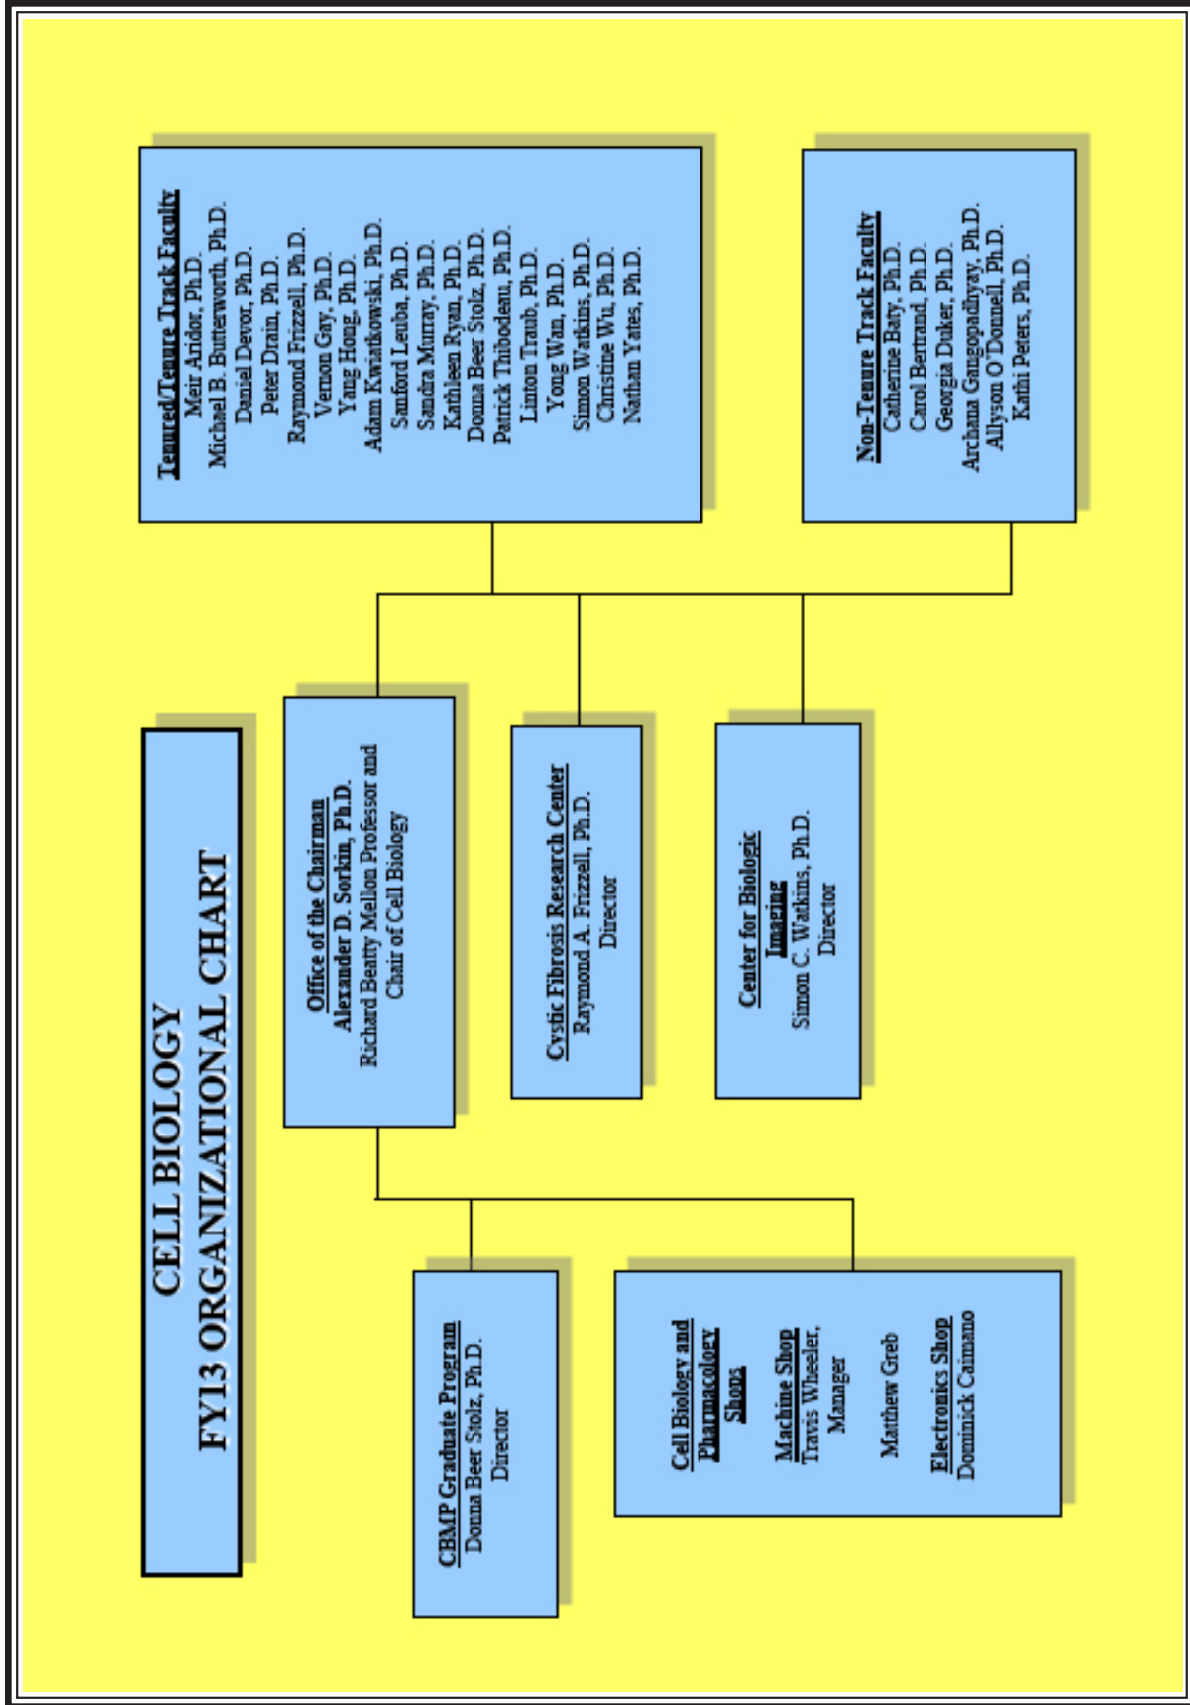 CELL BIOLOGY
FY13 ORGANIZATIONAL CHART
Office of the Chairman
Alexander D. Sorkin, Ph.D.
Richard Beatty Mellon Professor and
Chair of Cell Biology
CBMP Graduate Program
Donna Beer Stolz, Ph.D.
Director
Cell Biology and
Pharmacology
Shops
Machine Shop
Travis Wheeler,
Manager
Matthew Greb
Electronics Shop
Dominick Caimano
Cystic Fibrosis Research Center
Raymond A. Frizzell, Ph.D.
Director
Center for Biologic
Imaging
Simon C. Watkins, Ph.D.
Director
Tenured/Tenure Track Faculty
Meir Aridor, Ph.D.
Michael B. Butterworth, Ph.D.
Daniel Devor, Ph.D.
Peter Drain, Ph.D.
Raymond Frizzell, Ph.D.
Vernon Gay, Ph.D.
Yang Hong, Ph.D.
Adam Kwiatkowski, Ph.D.
Sanford Leuba, Ph.D.
Sandra Murray, Ph.D.
Kathleen Ryan, Ph.D.
Donna Beer Stolz, Ph.D.
Patrick Thibodeau, Ph.D.
Linton Traub, Ph.D.
Yong Wan, Ph.D.
Simon Watkins, Ph.D.
Christine Wu, Ph.D.
Nathan Yates, Ph.D.
Non-Tenure Track Faculty
Catherine Baty, Ph.D.
Carol Bertrand, Ph.D.
Georgia Duker, Ph.D.
Archana Gangopadhyay, Ph.D.
Allyson O'Donnell, Ph.D.
Kathi Peters, Ph.D.